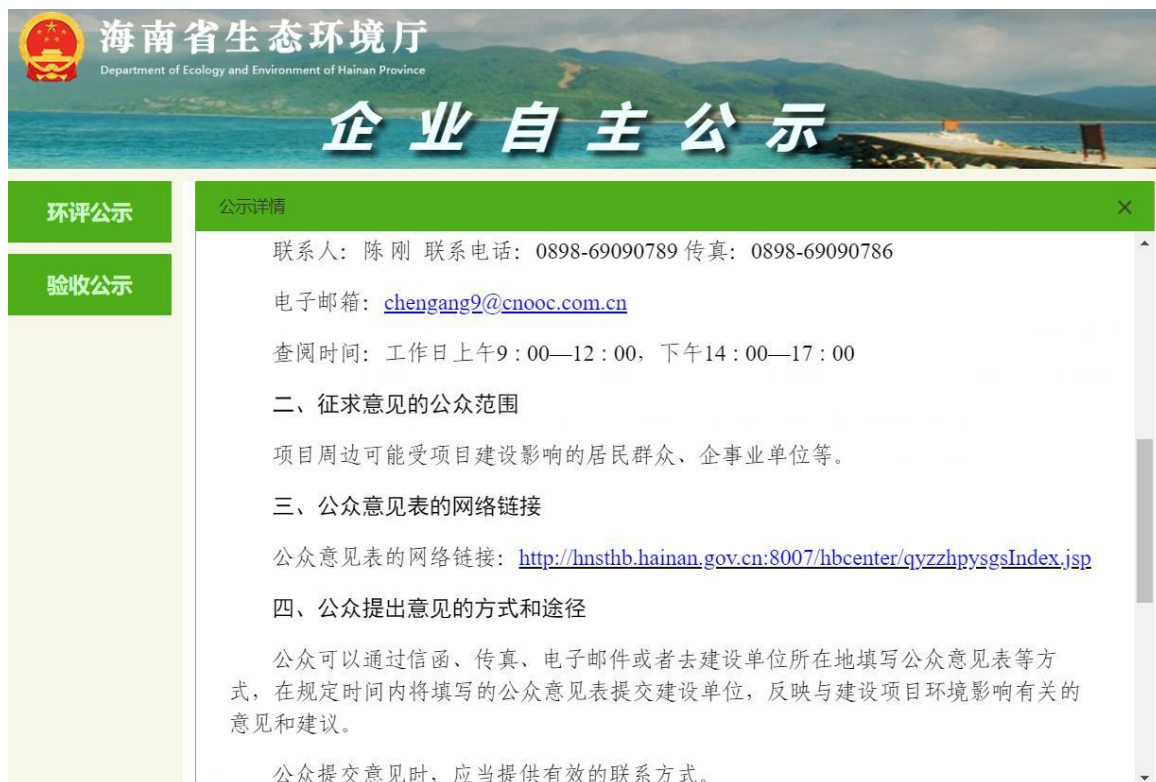 海南省生态环境厅
Department of Ecology and Environment of Hainan Province
企业自主公示
环评公示
验收公示
公示详情
联系人：陈 刚 联系电话：0898-69090789 传真：0898-69090786
电子邮箱：chengang9@cnooc.com.cn
查阅时间：工作日上午9：00—12：00，下午14：00—17：00
二、征求意见的公众范围
项目周边可能受项目建设影响的居民群众、企事业单位等。
三、公众意见表的网络链接
公众意见表的网络链接：http://hnsthb.hainan.gov.cn:8007/hbcenter/qyzzhpysgsIndex.jsp
四、公众提出意见的方式和途径
公众可以通过信函、传真、电子邮件或者去建设单位所在地填写公众意见表等方
式，在规定时间内将填写的公众意见表提交建设单位，反映与建设项目环境影响有关的
意见和建议。
公众提交意见时，应当提供有效的联系方式。